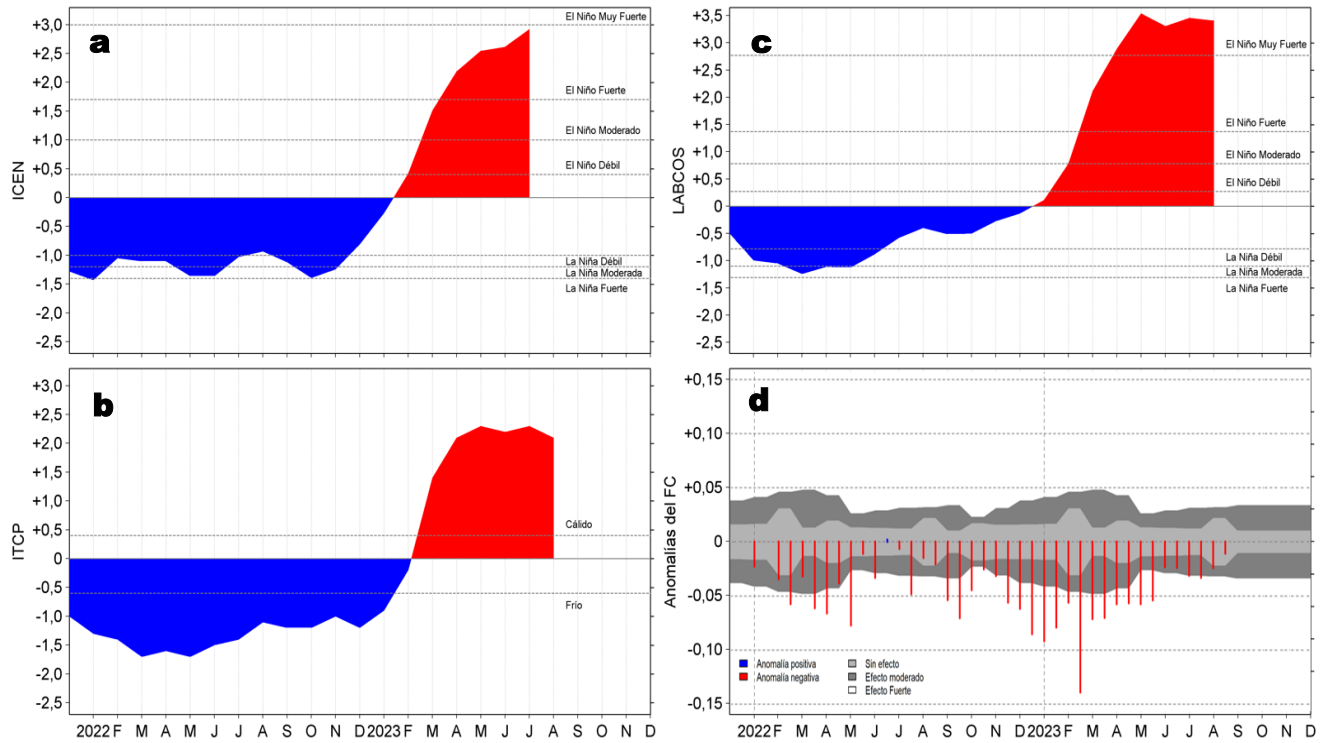 a
ICEN
+3,0
+2,5
+2,0
+1,5
+1,0
+0,5
0
-0,5
-1,0
-1,5
-2,0
-2,5
El Niño Muy Fuerte
El Niño Fuerte
El Niño Moderado
El Niño Débil
La Niña Débil
La Niña Moderada
La Niña Fuerte
c
LABCOS
+3,5
+3,0
+2,5
+2,0
+1,5
+1,0
+0,5
0
-0,5
-1,0
-1,5
-2,0
-2,5
El Niño Muy Fuerte
El Niño Fuerte
El Niño Moderado
El Niño Débil
La Niña Débil
La Niña Moderada
La Niña Fuerte
b
ITCP
+3,0
+2,5
+2,0
+1,5
+1,0
+0,5
0
-0,5
-1,0
-1,5
-2,0
-2,5
Cálido
Frío
2022 F M A M J J A S O N D 2023 F M A M J J A S O N D
d
Anomalías del FC
+0,15
+0,10
+0,05
0
-0,05
-0,10
-0,15
Anomalía positiva
Anomalía negativa
Sin efecto
Efecto moderado
Efecto Fuerte
2022 F M A M J J A S O N D 2023 F M A M J J A S O N D